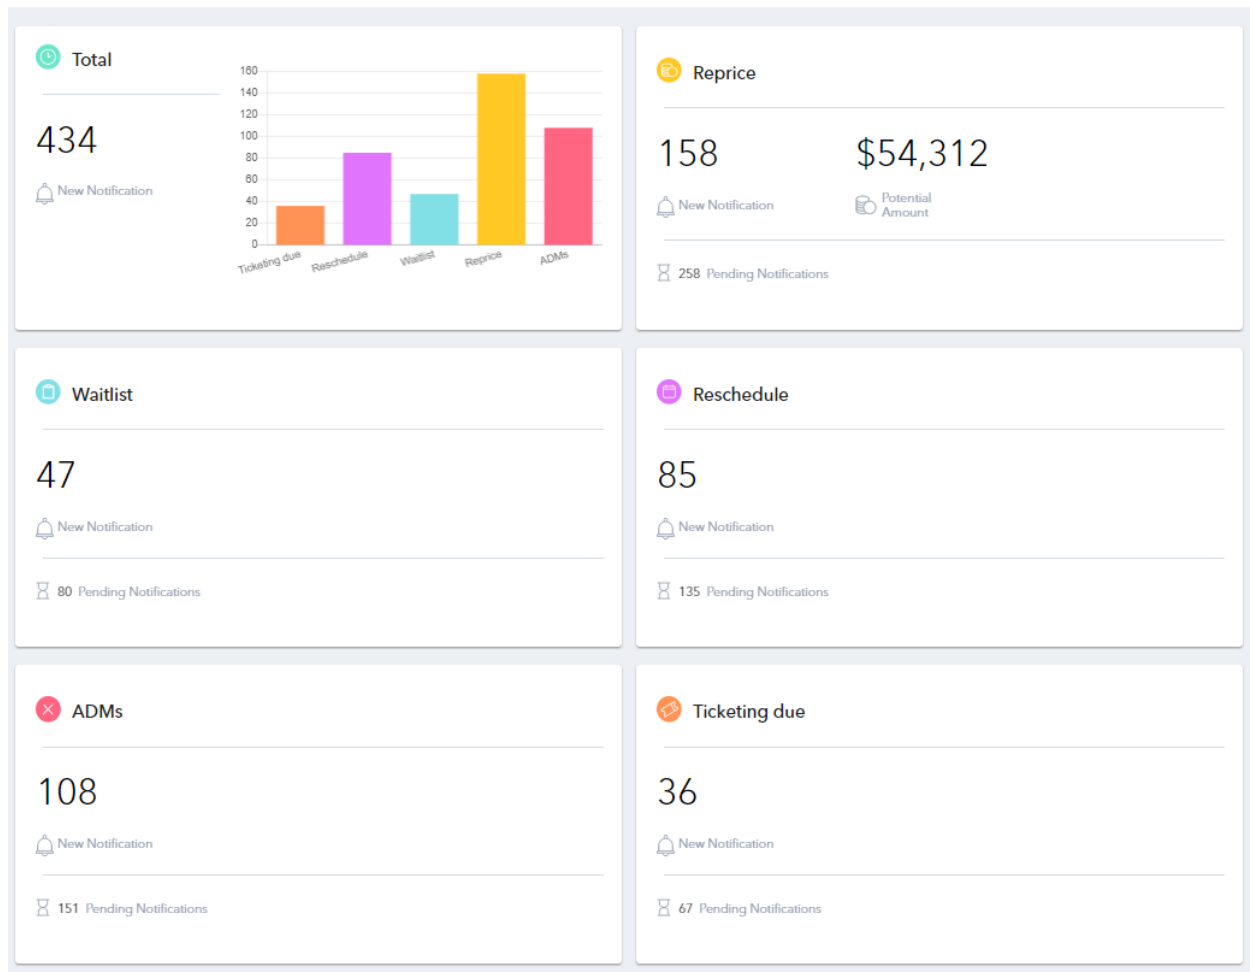 Total
434
New Notification
160
140
120
100
80
60
40
20
0
Ticketing due
Reschedule
Waitlist
Reprice
ADMs
Reprice
158
New Notification
$54,312
Potential
Amount
258 Pending Notifications
Waitlist
47
New Notification
80 Pending Notifications
Reschedule
85
New Notification
135 Pending Notifications
ADMs
108
New Notification
151 Pending Notifications
Ticketing due
36
New Notification
67 Pending Notifications